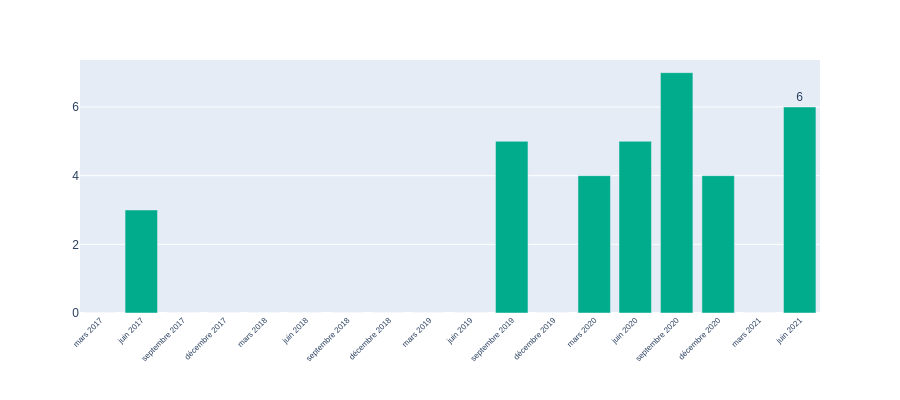 6
6
4
2
0
mars 2017
juin 2017
septembre 2017
décembre 2017
mars 2018
juin 2018
septembre 2018
décembre 2018
mars 2019
juin 2019
septembre 2019
décembre 2019
mars 2020
juin 2020
septembre 2020
décembre 2020
mars 2021
juin 2021